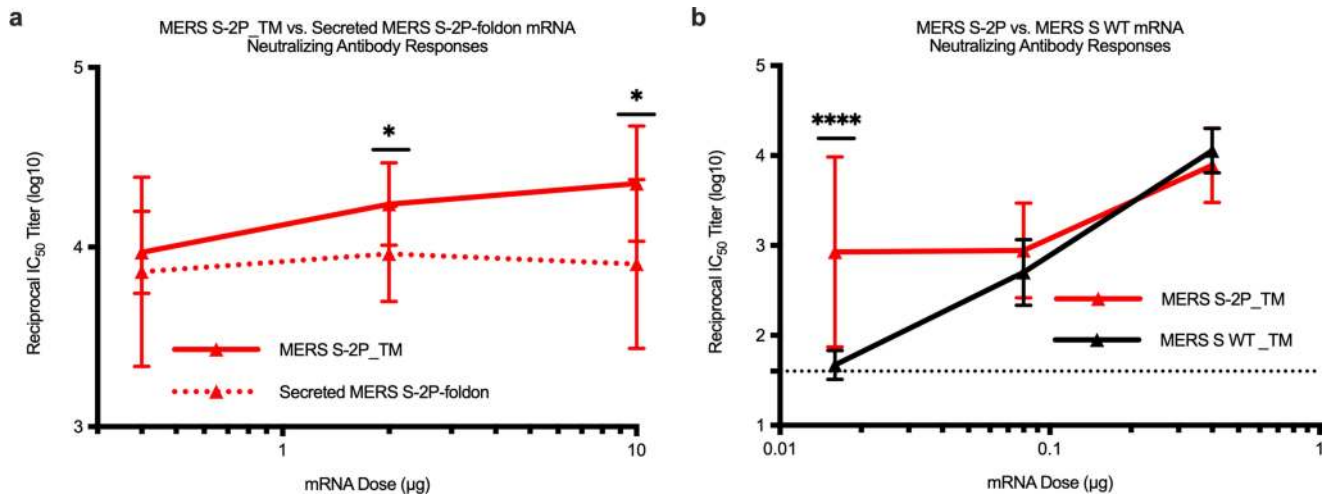 a
MERS S-2P_TM vs. Secreted MERS S-2P-foldon mRNA
Neutralizing Antibody Responses
5
4
3
Reciprocal IC50 Titer (log10)
*
*
MERS S-2P_TM
Secreted MERS S-2P-foldon
1
10
mRNA Dose (µg)
b
MERS S-2P vs. MERS S WT mRNA
Neutralizing Antibody Responses
5
4
3
2
1
Reciprocal IC50 Titer (log10)
****
MERS S-2P_TM
MERS S WT _TM
0.01
0.1
1
mRNA Dose (µg)